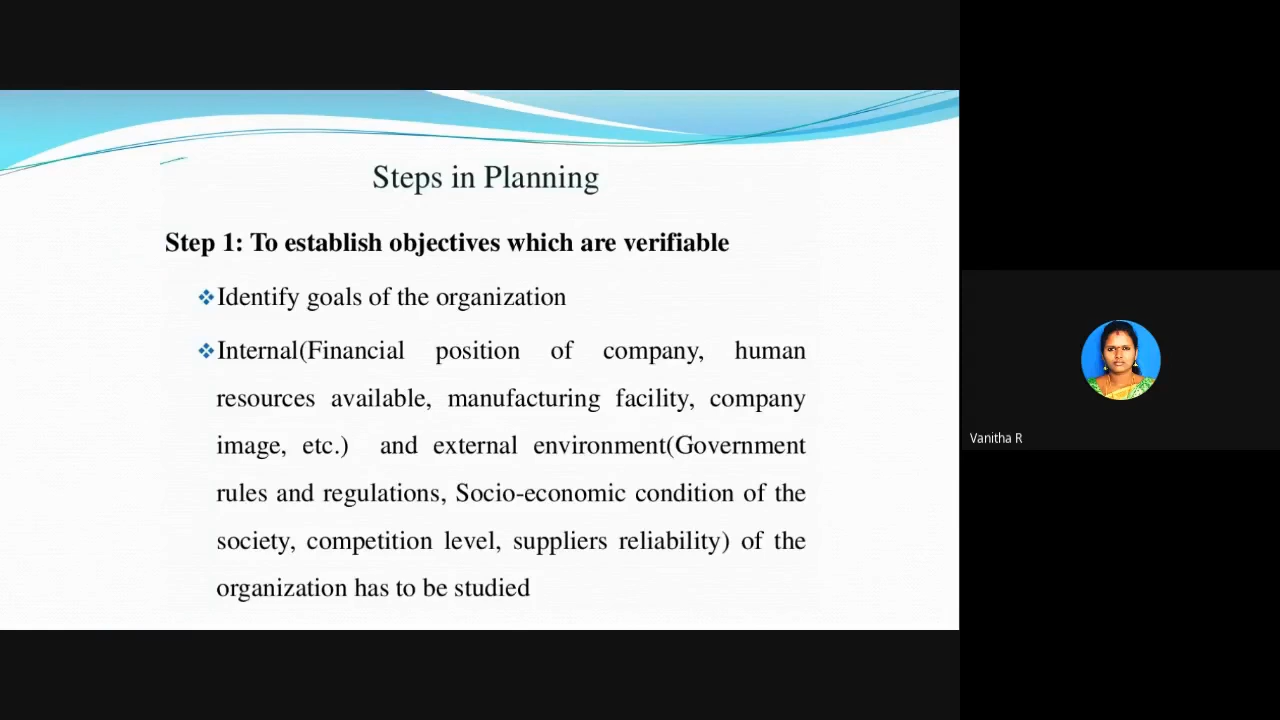 Steps in Planning
Step 1: To establish objectives which are verifiable
❖Identify goals of the organization
❖Internal(Financial position of company, human
resources available, manufacturing facility, company
image, etc.) and external environment(Government
rules and regulations, Socio-economic condition of the
society, competition level, suppliers reliability) of the
organization has to be studied
Vanitha R